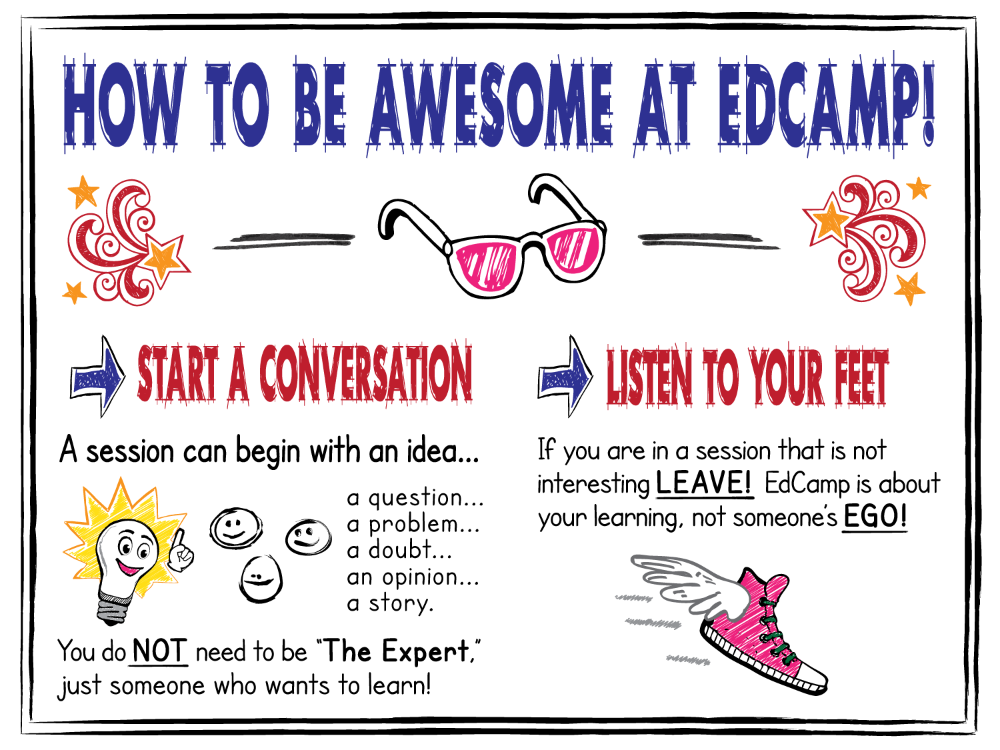 HOW TO BE AWESOME AT EDCAMP!
START A CONVERSATION
A session can begin with an idea...
a question...
a problem...
a doubt...
an opinion...
a story.
You do NOT need to be "The Expert,"
just someone who wants to learn!
LISTEN TO YOUR FEET
If you are in a session that is not
interesting LEAVE! EdCamp is about
your learning, not someone's EGO!